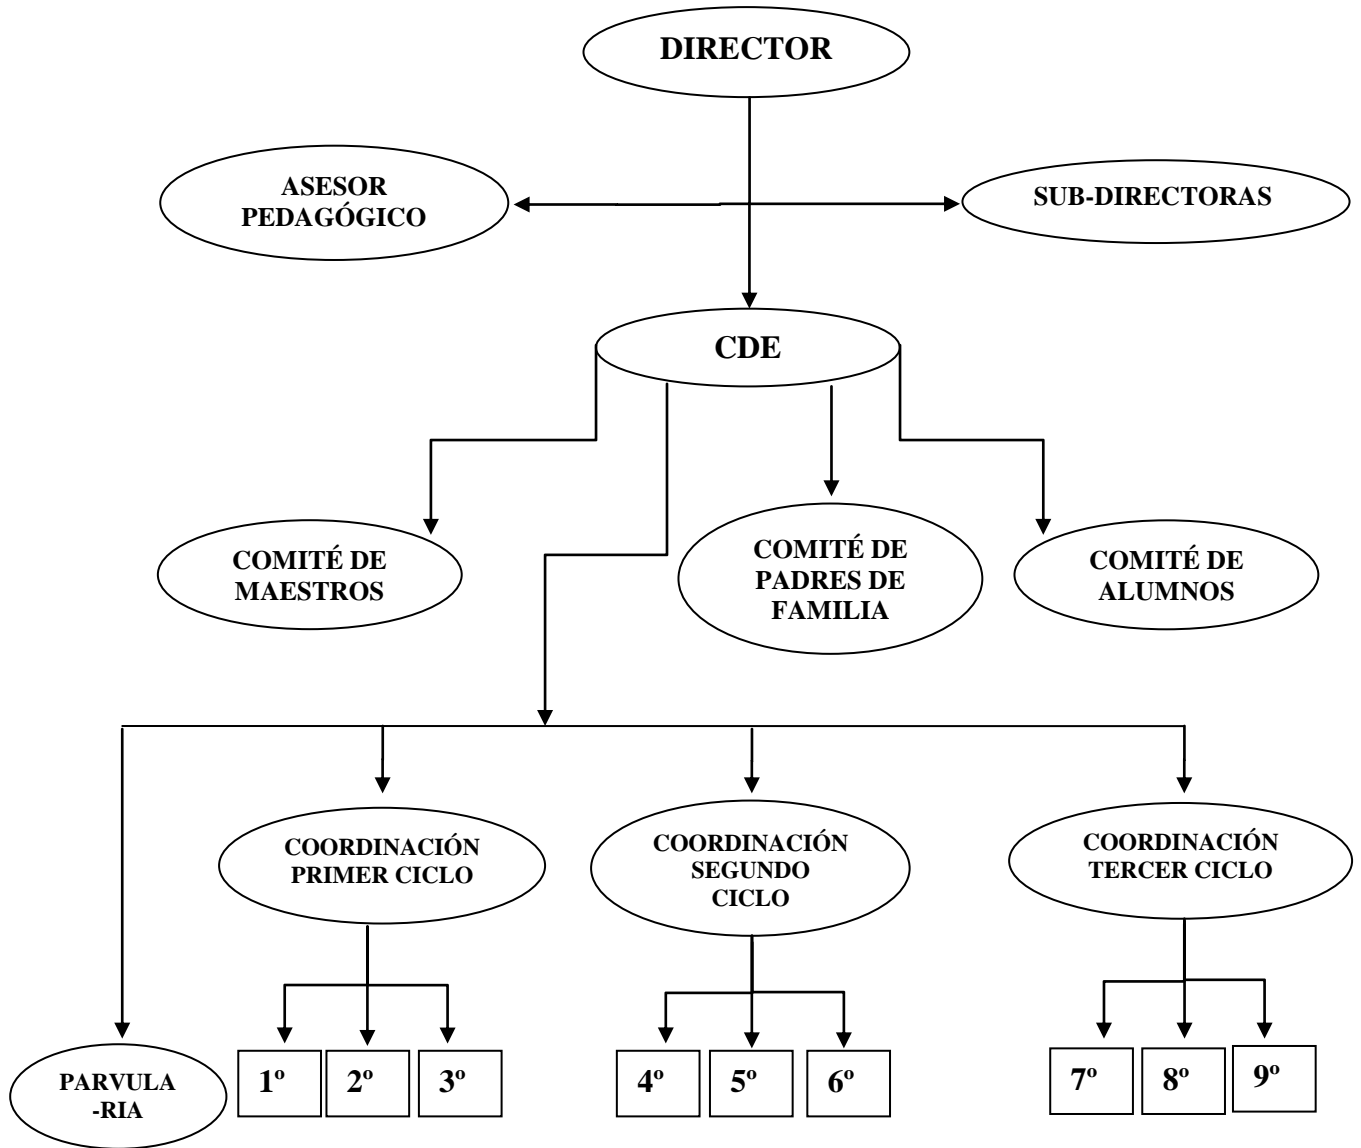 DIRECTOR
ASESOR
PEDAGÓGICO
SUB-DIRECTORAS
CDE
COMITÉ DE
MAESTROS
COMITÉ DE
PADRES DE
FAMILIA
COMITÉ DE
ALUMNOS
COORDINACIÓN
PRIMER CICLO
COORDINACIÓN
SEGUNDO
CICLO
COORDINACIÓN
TERCER CICLO
PARVULA
-RIA
1º
2º
3º
4º
5º
6º
7º
8º
9º